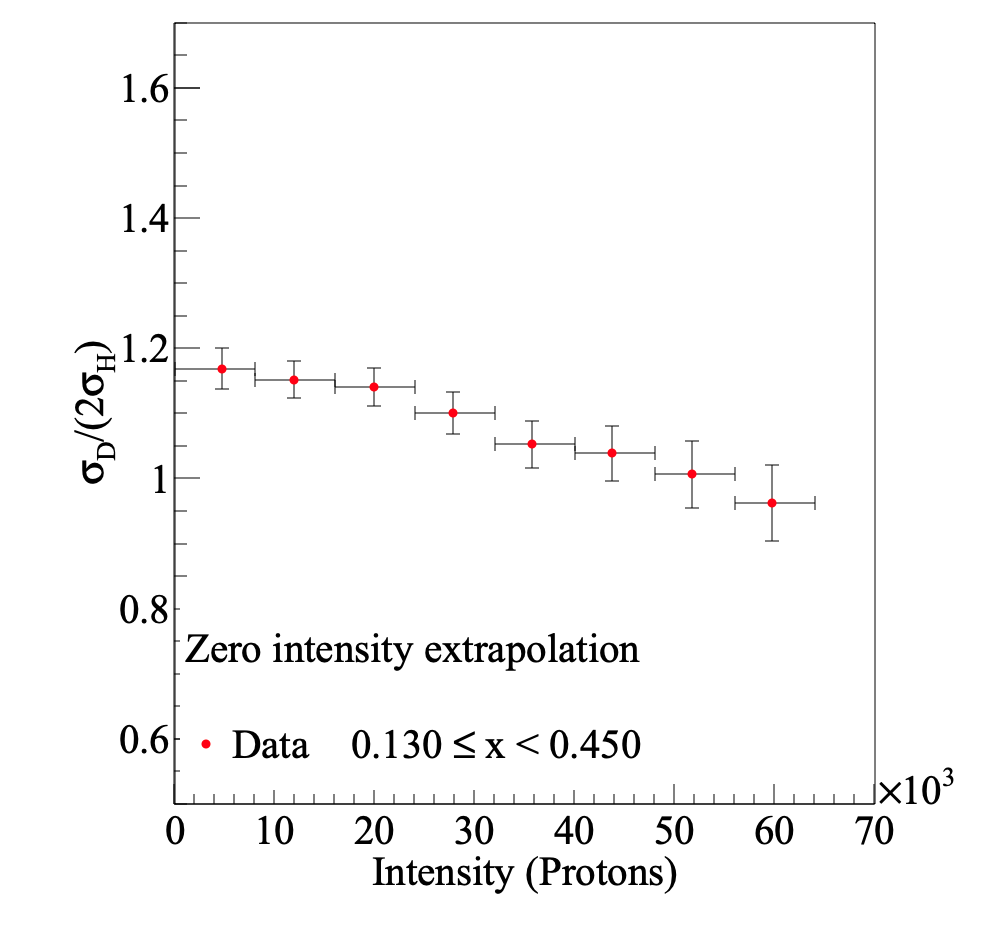 1.6
1.4
1.2
1
0.8
0.6
σD/(2σH)
Zero intensity extrapolation
Data 0.130 ≤ x < 0.450
×10³
0 10 20 30 40 50 60 70
Intensity (Protons)